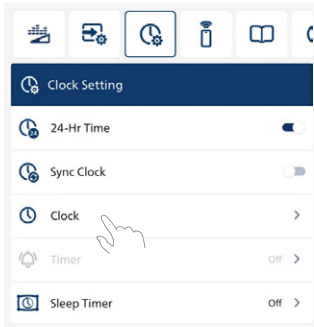 Clock Setting
24-Hr Time
Sync Clock
Clock
Timer Off
Sleep Timer Off